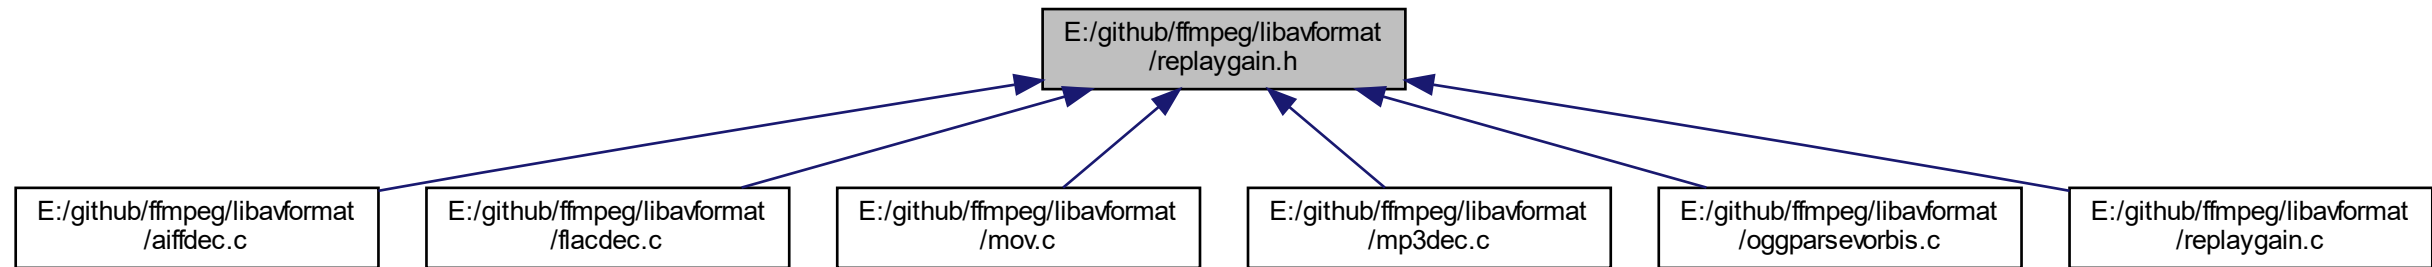 E:/github/ffmpeg/libavformat
/replaygain.h
E:/github/ffmpeg/libavformat
/aiffdec.c
E:/github/ffmpeg/libavformat
/flacdec.c
E:/github/ffmpeg/libavformat
/mov.c
E:/github/ffmpeg/libavformat
/mp3dec.c
E:/github/ffmpeg/libavformat
/oggparsevorbis.c
E:/github/ffmpeg/libavformat
/replaygain.c